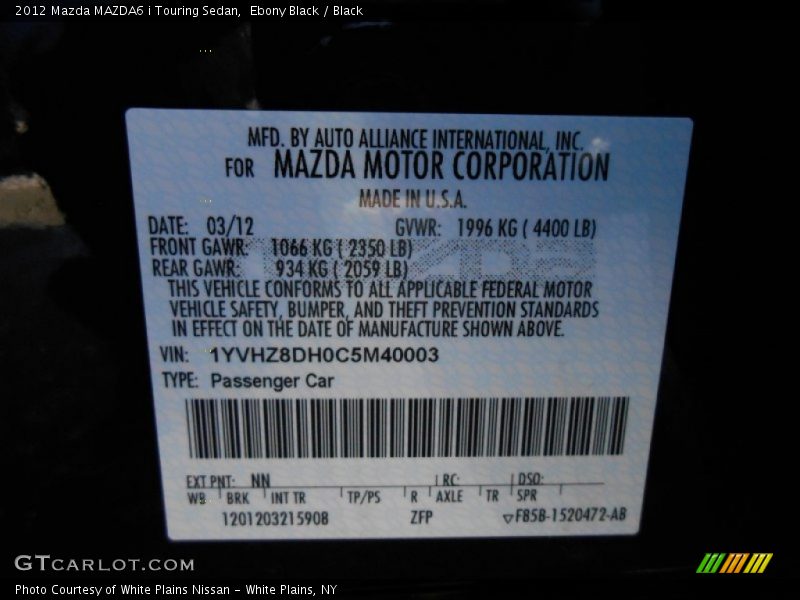 2012 Mazda MAZDA6 i Touring Sedan,  Ebony Black / Black
MFD. BY AUTO ALLIANCE INTERNATIONAL, INC.
FOR MAZDA MOTOR CORPORATION
MADE IN U.S.A.
DATE: 03/12 GVWR: 1996 KG ( 4400 LB)
FRONT GAWR: 1066 KG ( 2350 LB)
REAR GAWR: 934 KG ( 2059 LB)
THIS VEHICLE CONFORMS TO ALL APPLICABLE FEDERAL MOTOR
VEHICLE SAFETY, BUMPER, AND THEFT PREVENTION STANDARDS
IN EFFECT ON THE DATE OF MANUFACTURE SHOWN ABOVE.
VIN: 1YVHZ8DH0C5M40003
TYPE: Passenger Car
EXT PNT: NN RC: DSO:
WB BRK INT TR TP/PS R AXLE TR SPR
1201203215908 ZFP ▽F85B-1520472-AB
GTCARLOT.COM
Photo Courtesy of White Plains Nissan - White Plains, NY